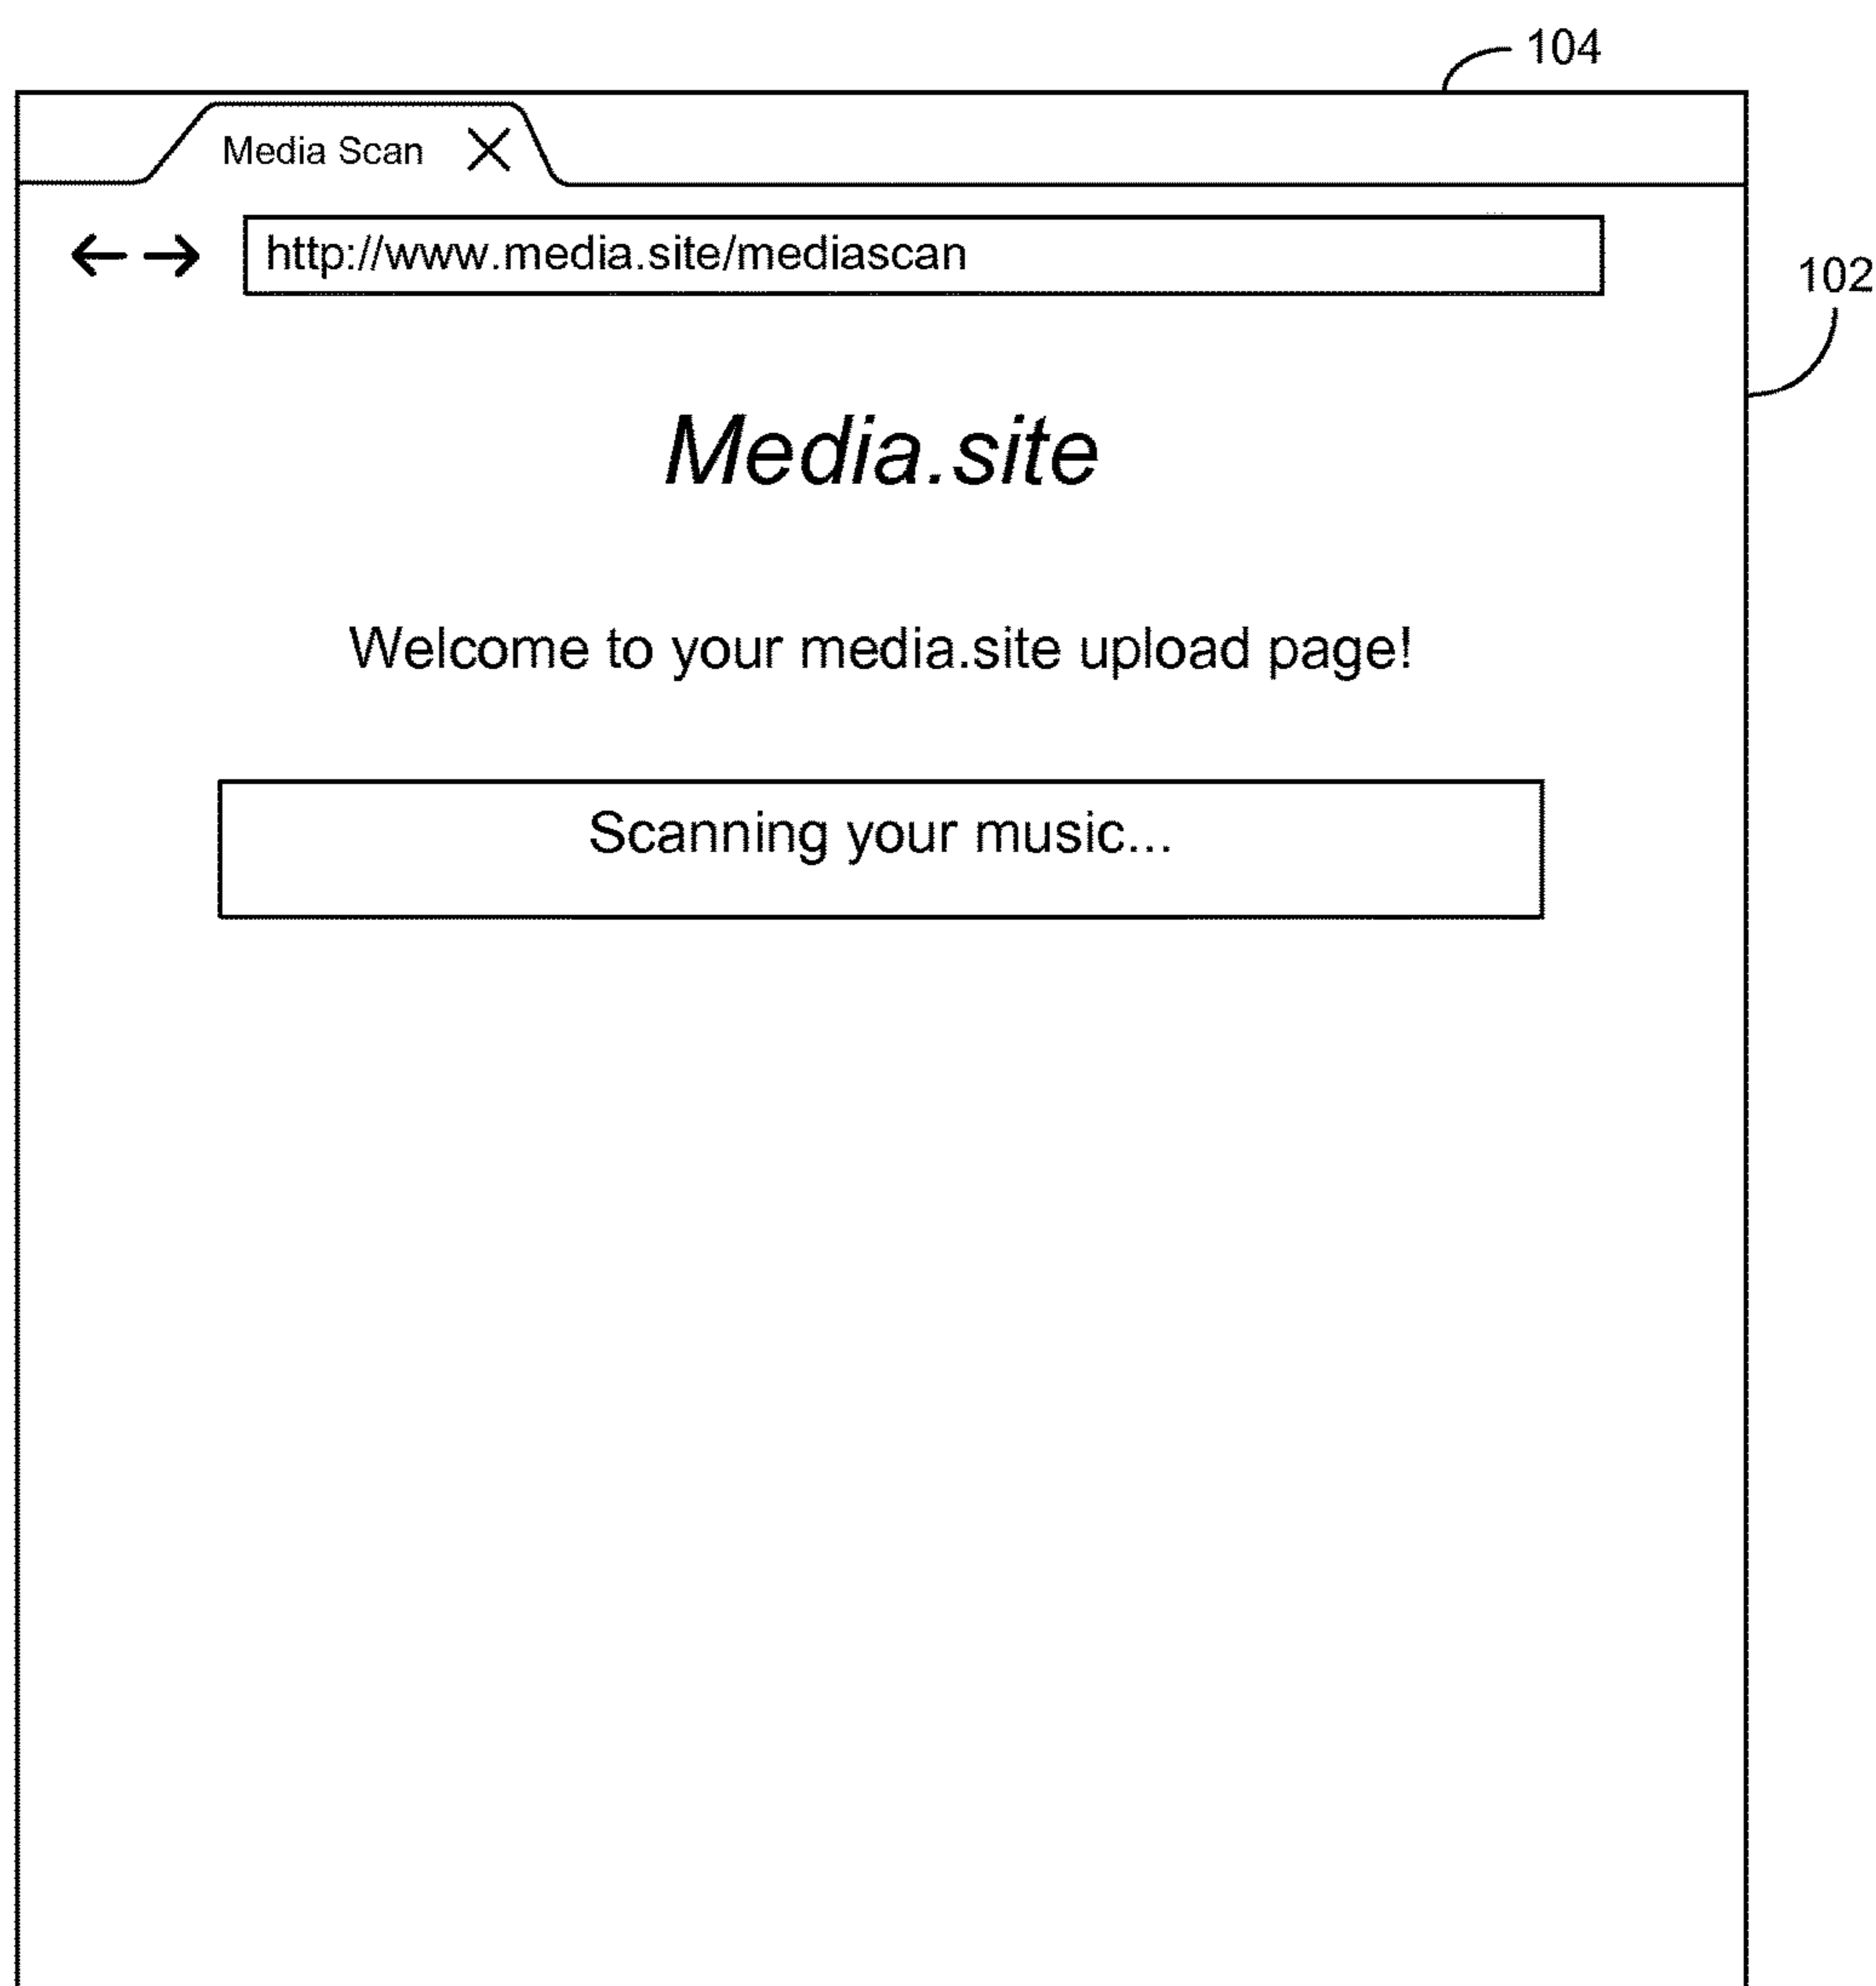 104
Media Scan
http://www.media.site/mediascan
102
Media.site
Welcome to your media.site upload page!
Scanning your music...